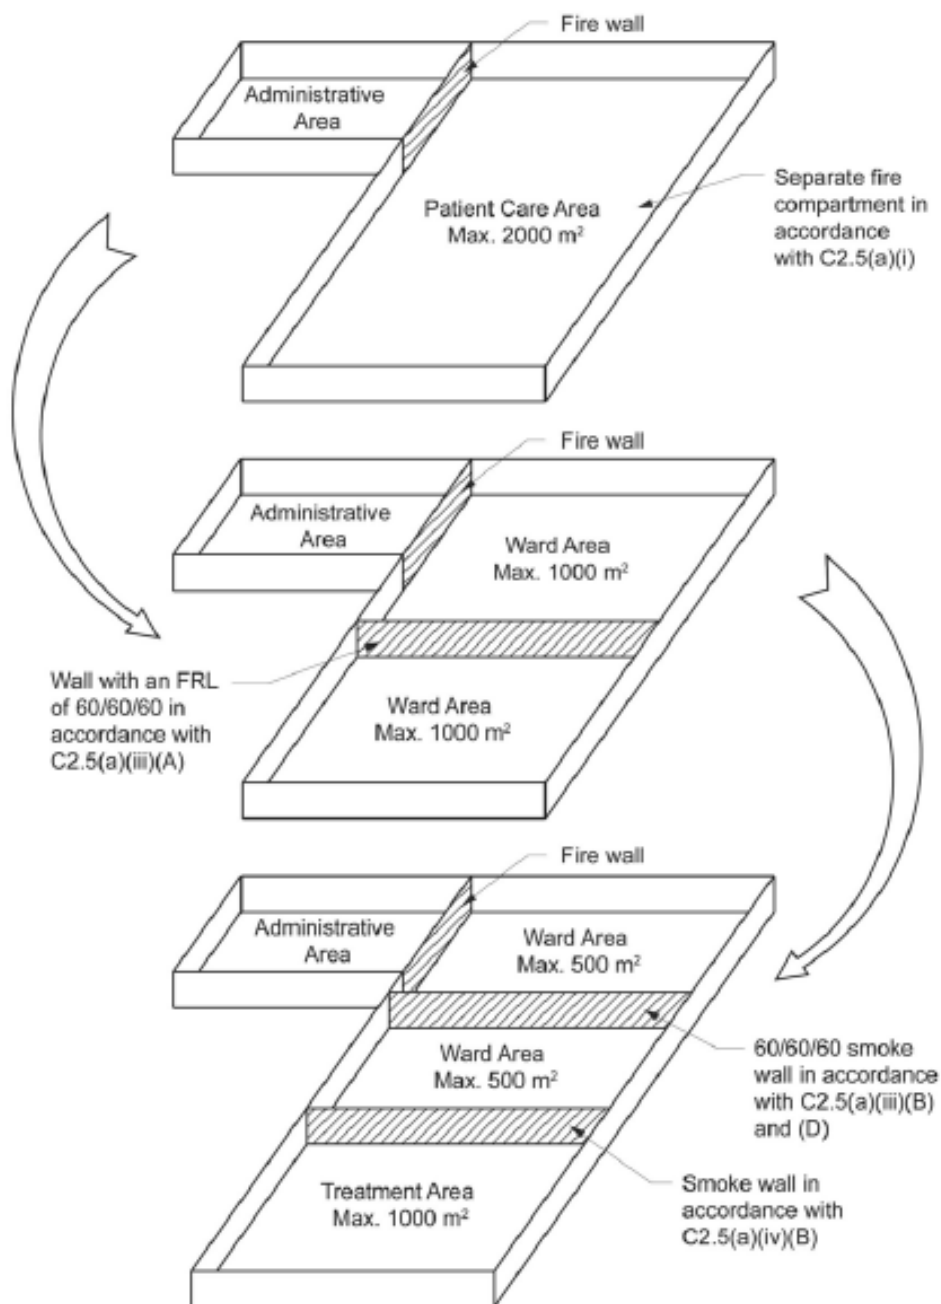 Fire wall
Administrative
Area
Patient Care Area
Max. 2000 m²
Separate fire
compartment in
accordance
with C2.5(a)(i)
Fire wall
Administrative
Area
Ward Area
Max. 1000 m²
Wall with an FRL
of 60/60/60 in
accordance with
C2.5(a)(iii)(A)
Ward Area
Max. 1000 m²
Fire wall
Administrative
Area
Ward Area
Max. 500 m²
Ward Area
Max. 500 m²
60/60/60 smoke
wall in accordance
with C2.5(a)(iii)(B)
and (D)
Treatment Area
Max. 1000 m²
Smoke wall in
accordance with
C2.5(a)(iv)(B)